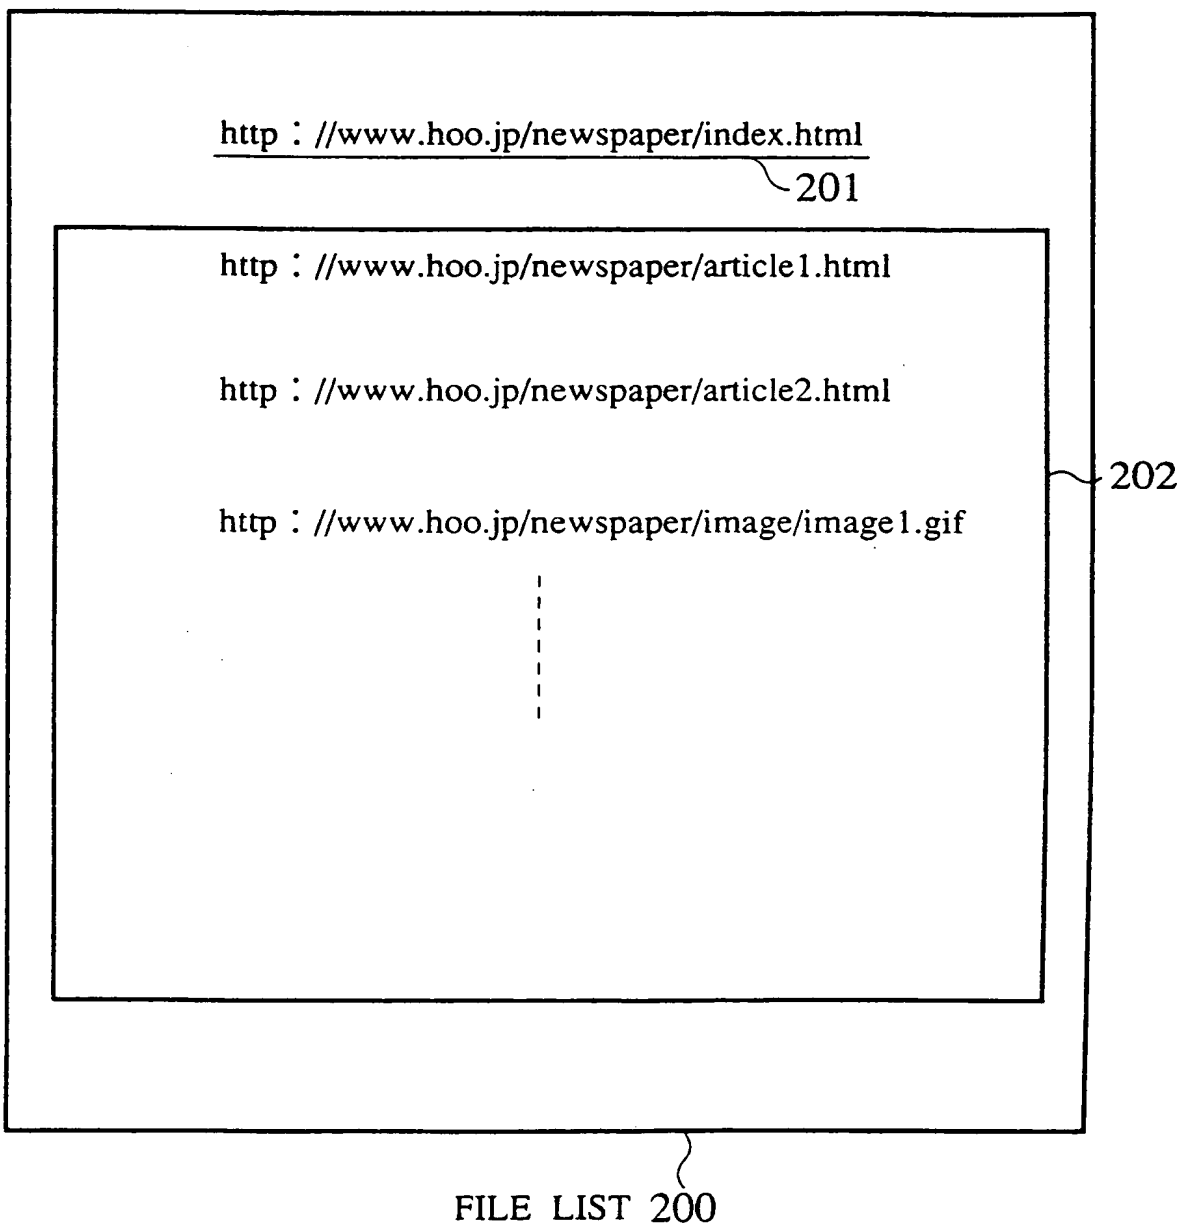 http : //www.hoo.jp/newspaper/index.html
201
http : //www.hoo.jp/newspaper/article1.html
http : //www.hoo.jp/newspaper/article2.html
202
http : //www.hoo.jp/newspaper/image/image1.gif
FILE LIST 200